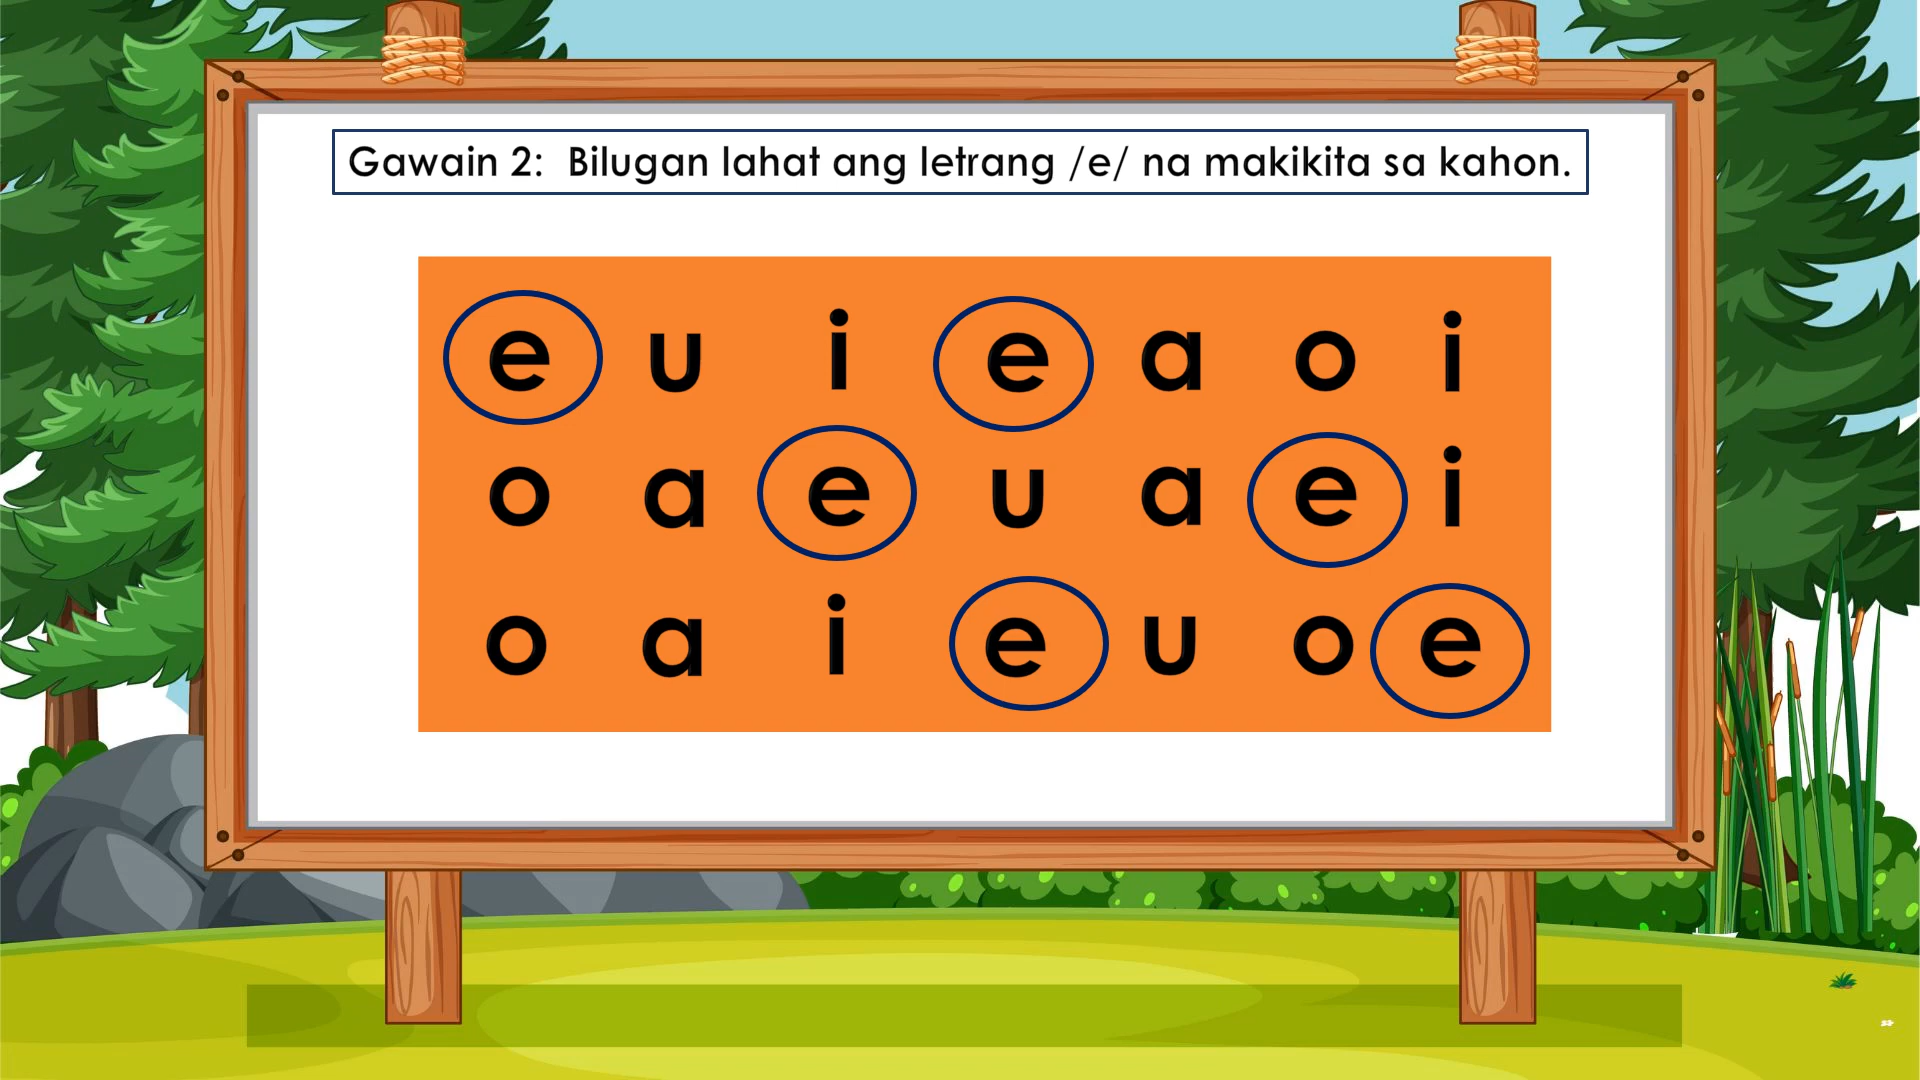 Gawain 2: Bilugan lahat ang letrang /e/ na makikita sa kahon.
e u i e a o i
o a e u a e i
o a i e u o e